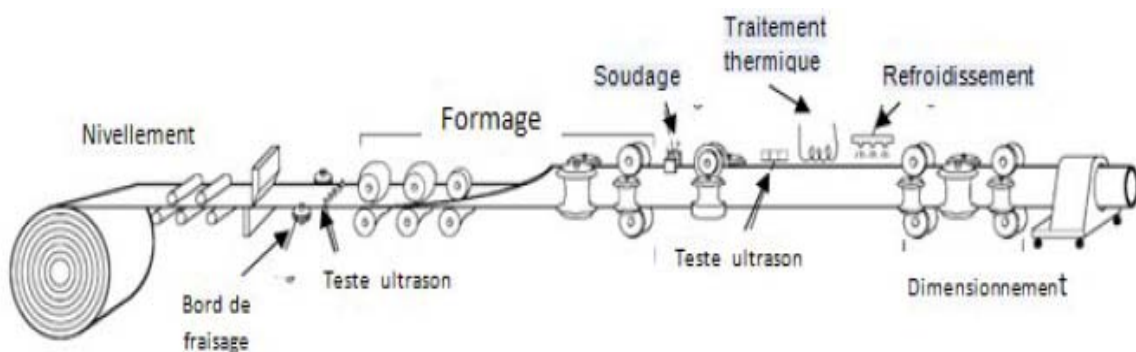 Nivellement
Bord de
fraisage
Teste ultrason
Formage
Soudage
Teste ultrason
Traitement
thermique
Refroidissement
Dimensionnement